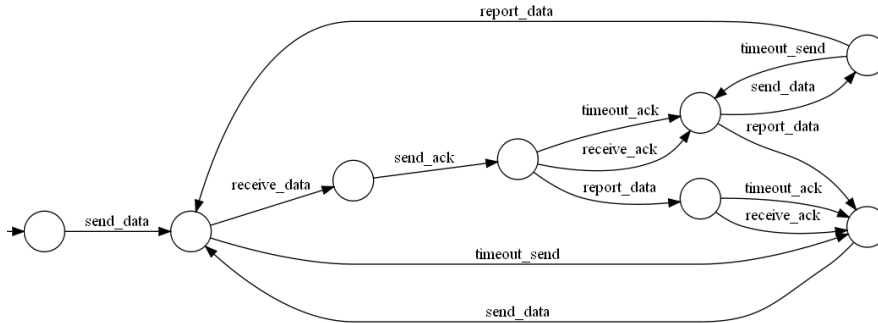 report_data
timeout_send
send_data
timeout_ack
report_data
receive_ack
send_ack
receive_data
report_data
timeout_ack
receive_ack
send_data
timeout_send
send_data